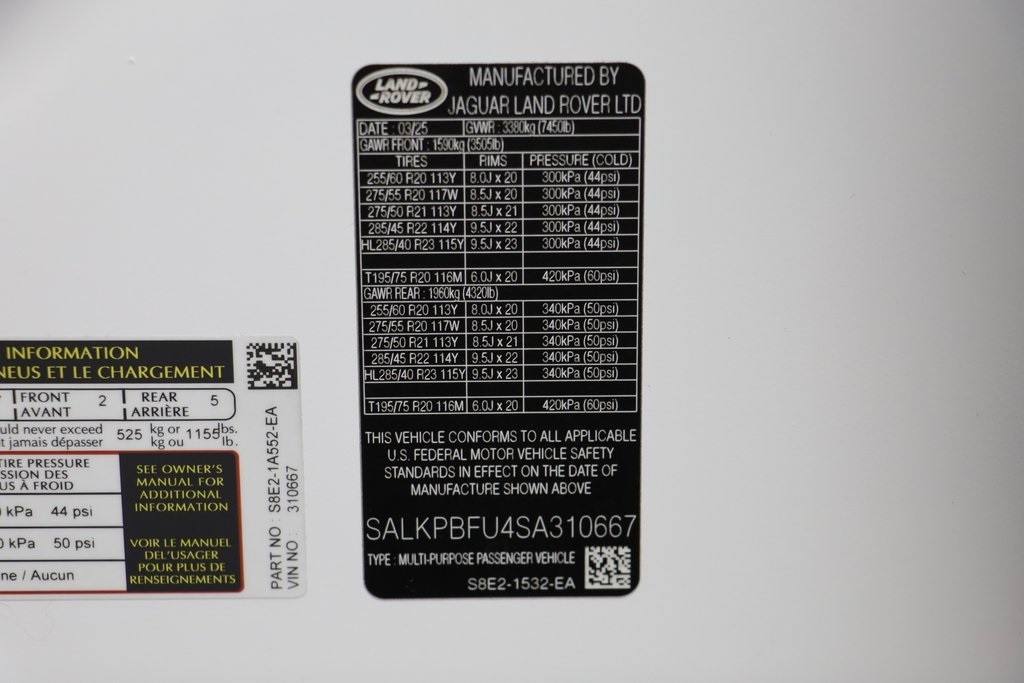 LAND-
-ROVER
MANUFACTURED BY
JAGUAR LAND ROVER LTD
DATE : 03/25 GVWR : 3380kg (7450lb)
GAWR FRONT : 1590kg (3505lb)
TIRES RIMS PRESSURE (COLD)
255/60 R20 113Y 8.0J x 20 300kPa (44psi)
275/55 R20 117W 8.5J x 20 300kPa (44psi)
275/50 R21 113Y 8.5J x 21 300kPa (44psi)
285/45 R22 114Y 9.5J x 22 300kPa (44psi)
HL285/40 R23 115Y 9.5J x 23 300kPa (44psi)
T195/75 R20 116M 6.0J x 20 420kPa (60psi)
GAWR REAR : 1960kg (4320lb)
255/60 R20 113Y 8.0J x 20 340kPa (50psi)
275/55 R20 117W 8.5J x 20 340kPa (50psi)
275/50 R21 113Y 8.5J x 21 340kPa (50psi)
285/45 R22 114Y 9.5J x 22 340kPa (50psi)
HL285/40 R23 115Y 9.5J x 23 340kPa (50psi)
T195/75 R20 116M 6.0J x 20 420kPa (60psi)
THIS VEHICLE CONFORMS TO ALL APPLICABLE
U.S. FEDERAL MOTOR VEHICLE SAFETY
STANDARDS IN EFFECT ON THE DATE OF
MANUFACTURE SHOWN ABOVE
SALKPBFU4SA310667
TYPE : MULTI-PURPOSE PASSENGER VEHICLE
S8E2-1532-EA
INFORMATION
ET LE CHARGEMENT
FRONT
AVANT 2
REAR
ARRIÈRE 5
never exceed 525 kg or 1155 lbs.
jamais dépasser kg ou lb.
PRESSURE
DES
À FROID
kPa 44 psi
kPa 50 psi
/ Aucun
SEE OWNER'S
MANUAL FOR
ADDITIONAL
INFORMATION
VOIR LE MANUEL
DEL'USAGER
POUR PLUS DE
RENSEIGNEMENTS
PART NO : S8E2-1A552-EA
VIN NO : 310667